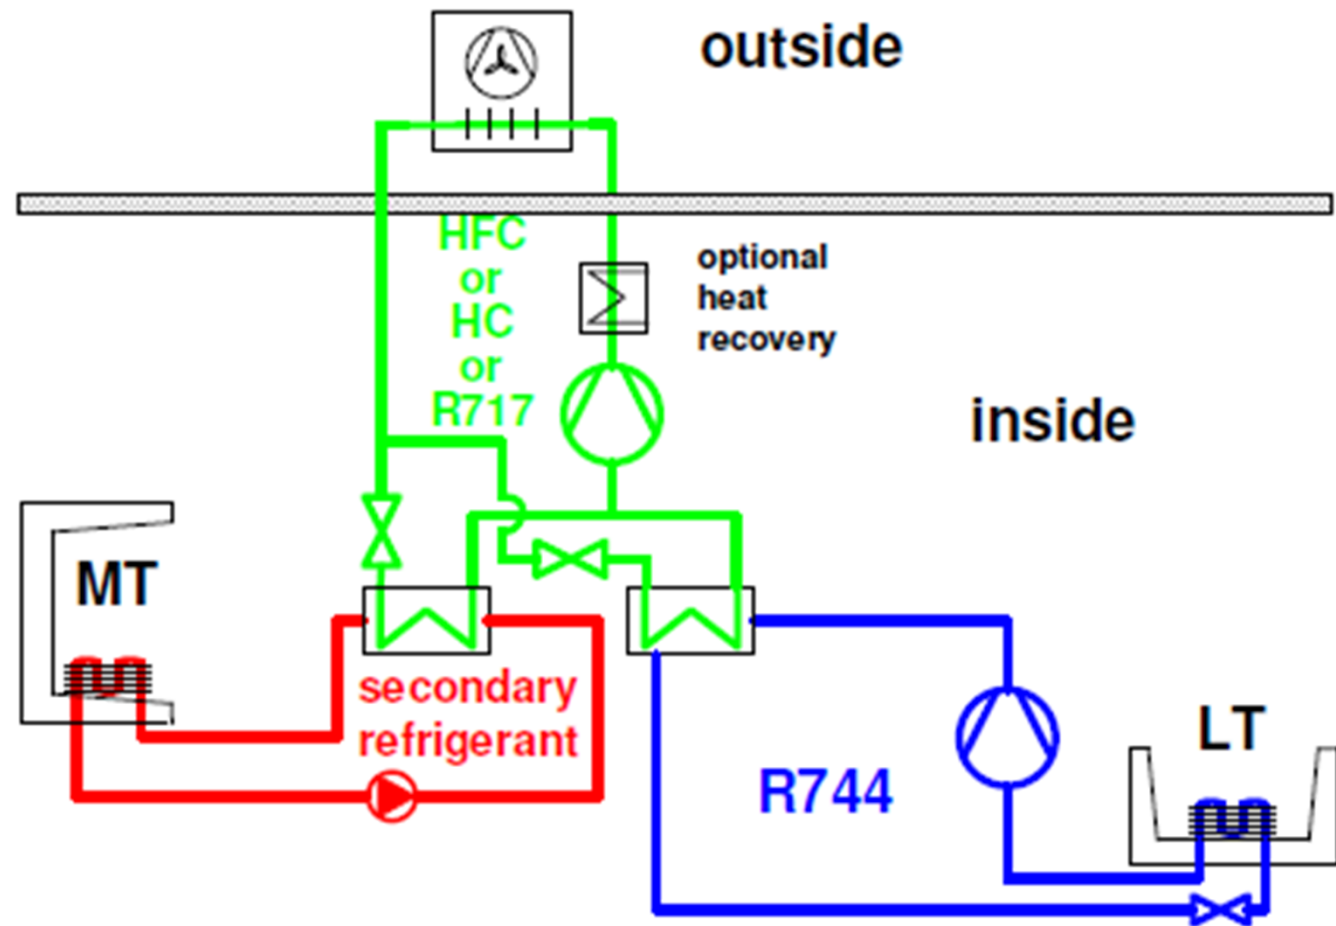 outside
HFC
or
HC
or
R717
optional
heat
recovery
inside
MT
secondary
refrigerant
R744
LT